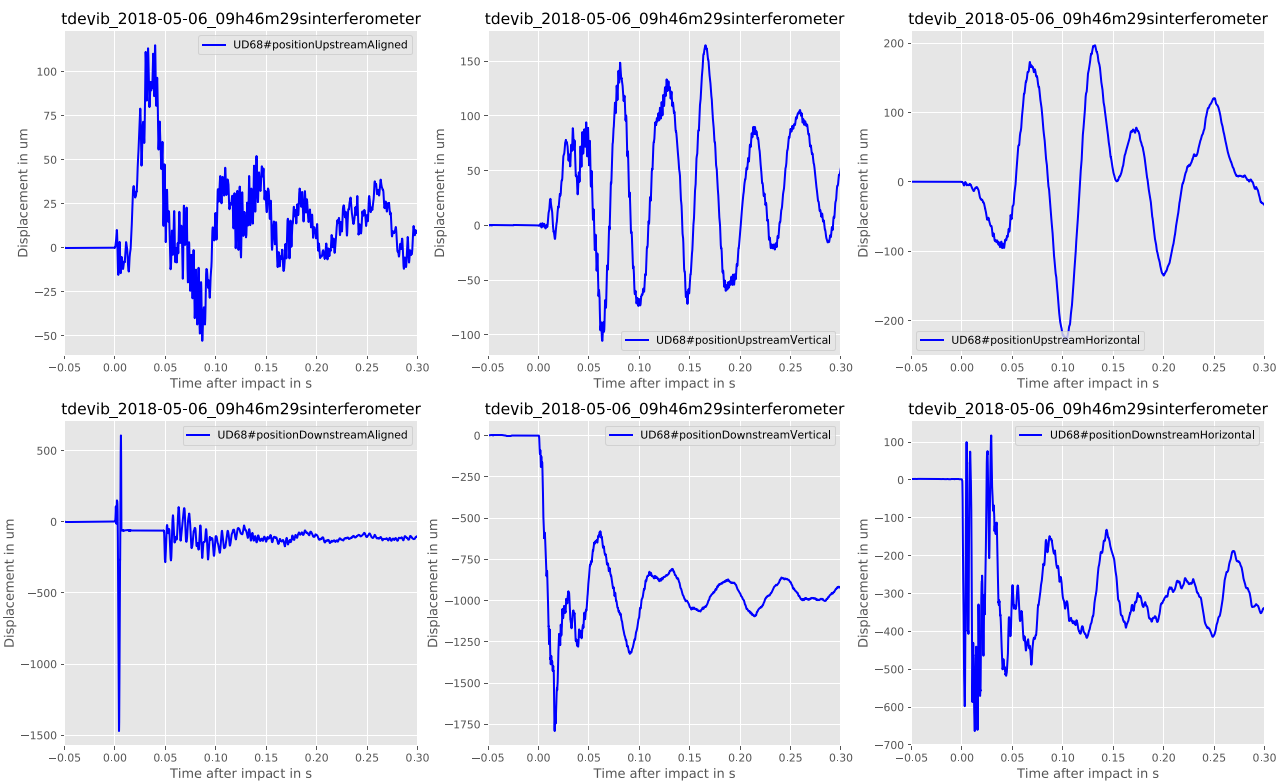 tdevib_2018-05-06_09h46m29sinterferometer
UD68#positionUpstreamAligned
Displacement in um
100
75
50
25
0
−25
−50
−0.05 0.00 0.05 0.10 0.15 0.20 0.25 0.30
Time after impact in s
tdevib_2018-05-06_09h46m29sinterferometer
UD68#positionUpstreamVertical
Displacement in um
150
100
50
0
−50
−100
−0.05 0.00 0.05 0.10 0.15 0.20 0.25 0.30
Time after impact in s
tdevib_2018-05-06_09h46m29sinterferometer
UD68#positionUpstreamHorizontal
Displacement in um
200
100
0
−100
−200
−0.05 0.00 0.05 0.10 0.15 0.20 0.25 0.30
Time after impact in s
tdevib_2018-05-06_09h46m29sinterferometer
UD68#positionDownstreamAligned
Displacement in um
500
0
−500
−1000
−1500
−0.05 0.00 0.05 0.10 0.15 0.20 0.25 0.30
Time after impact in s
tdevib_2018-05-06_09h46m29sinterferometer
UD68#positionDownstreamVertical
Displacement in um
0
−250
−500
−750
−1000
−1250
−1500
−1750
−0.05 0.00 0.05 0.10 0.15 0.20 0.25 0.30
Time after impact in s
tdevib_2018-05-06_09h46m29sinterferometer
UD68#positionDownstreamHorizontal
Displacement in um
100
0
−100
−200
−300
−400
−500
−600
−700
−0.05 0.00 0.05 0.10 0.15 0.20 0.25 0.30
Time after impact in s